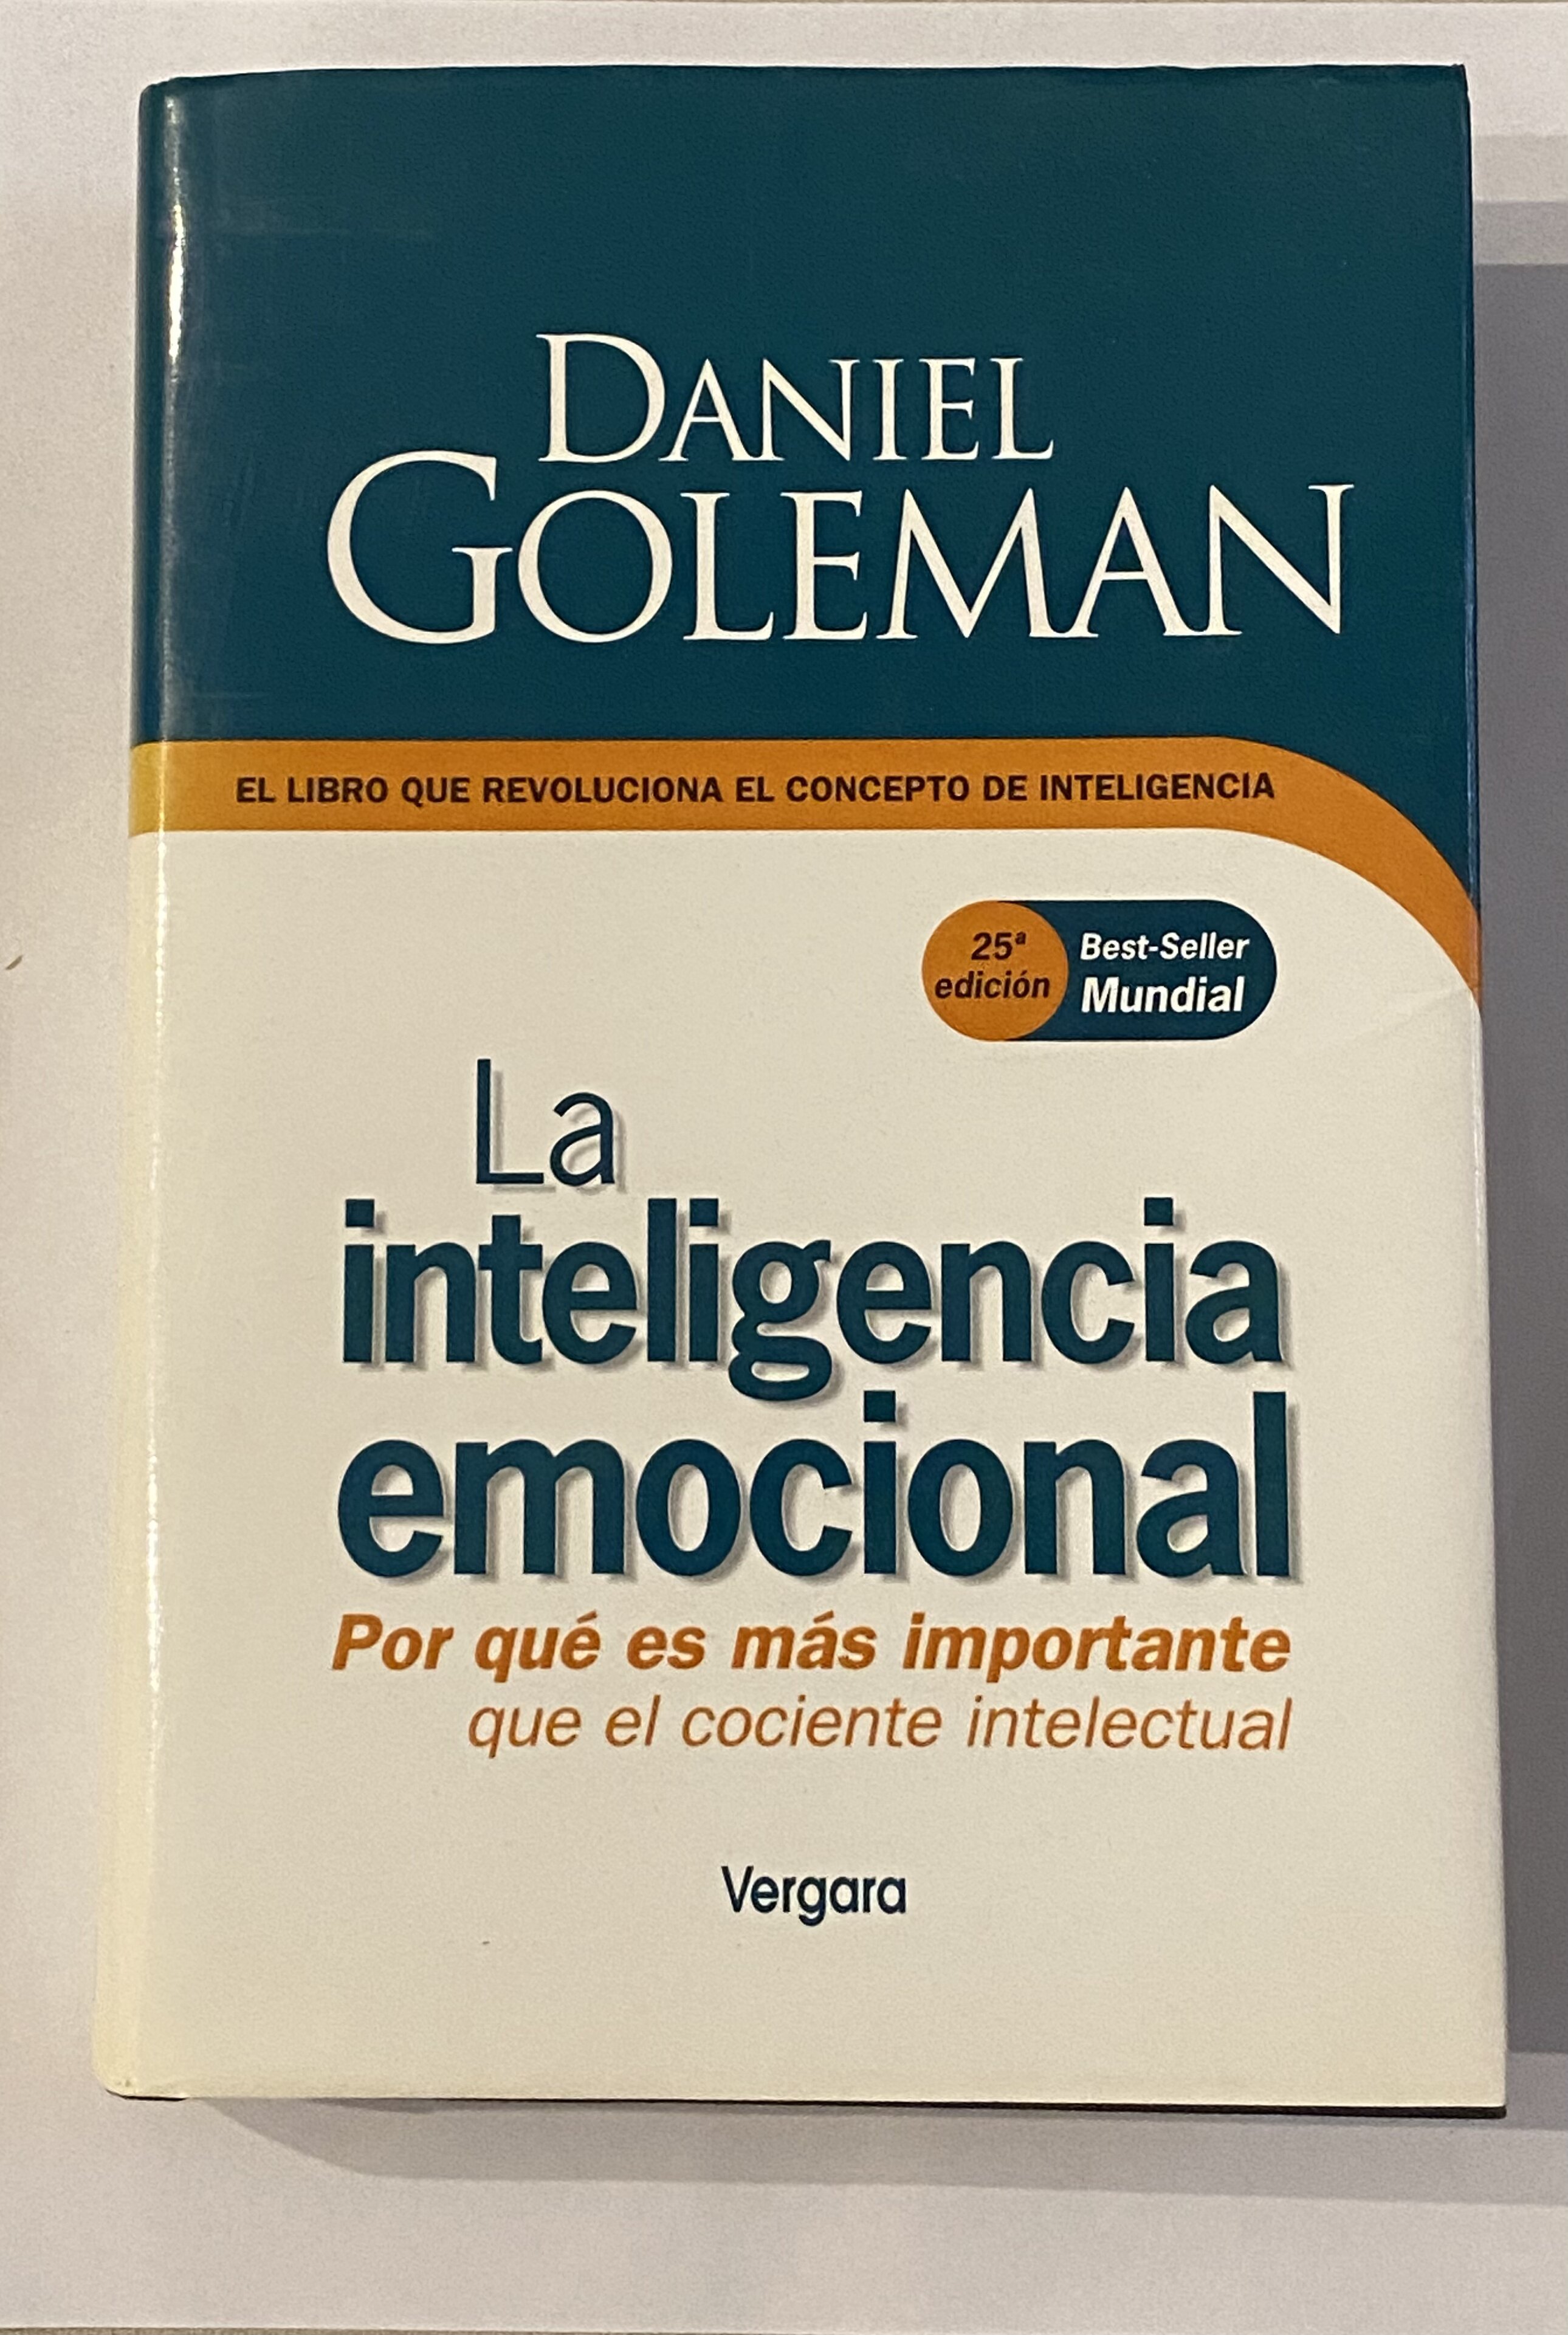 DANIEL
GOLEMAN
EL LIBRO QUE REVOLUCIONA EL CONCEPTO DE INTELIGENCIA
25ª
edición
Best-Seller
Mundial
La
inteligencia
emocional
Por qué es más importante
que el cociente intelectual
Vergara